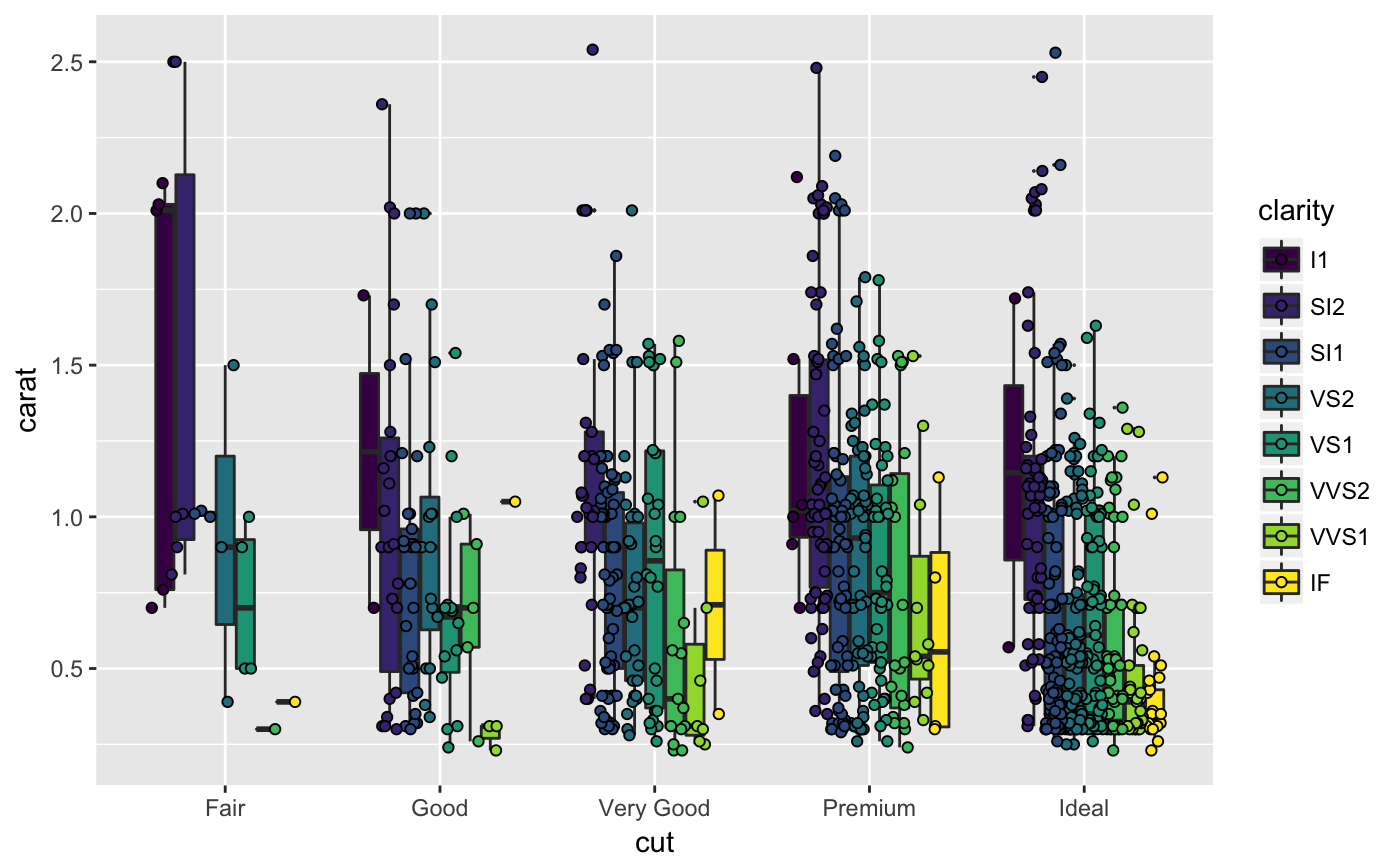 2.5
2.0
1.5
1.0
0.5
carat
Fair Good Very Good Premium Ideal
cut
clarity
I1
SI2
SI1
VS2
VS1
VVS2
VVS1
IF